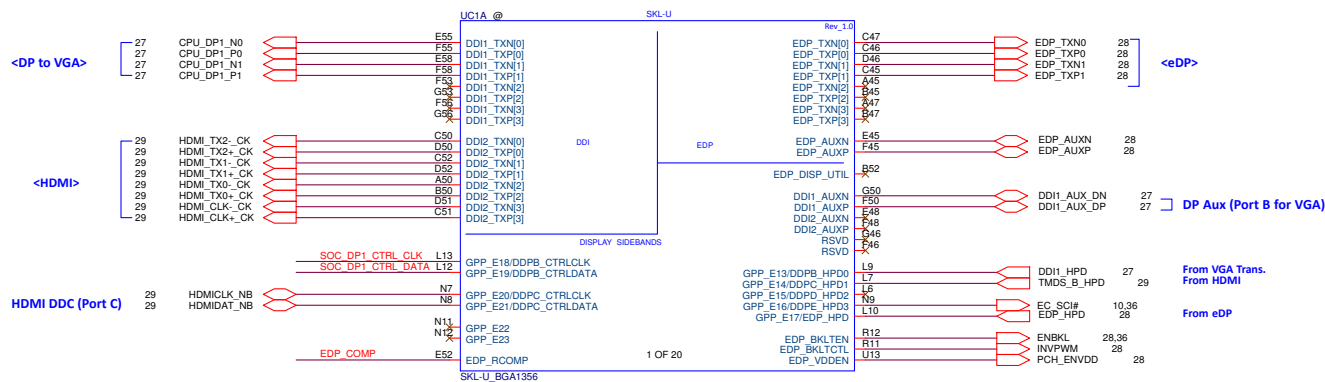 UC1A @ SKL-U
Rev_1.0
<DP to VGA>
27 CPU_DP1_N0 E55 DDI1_TXN[0]
27 CPU_DP1_P0 F55 DDI1_TXP[0]
27 CPU_DP1_N1 E58 DDI1_TXN[1]
27 CPU_DP1_P1 F58 DDI1_TXP[1]
F53 DDI1_TXN[2]
G53 DDI1_TXP[2]
F56 DDI1_TXN[3]
G56 DDI1_TXP[3]
<HDMI>
29 HDMI_TX2-_CK C50 DDI2_TXN[0]
29 HDMI_TX2+_CK D50 DDI2_TXP[0]
29 HDMI_TX1-_CK C52 DDI2_TXN[1]
29 HDMI_TX1+_CK D52 DDI2_TXP[1]
29 HDMI_TX0-_CK A50 DDI2_TXN[2]
29 HDMI_TX0+_CK B50 DDI2_TXP[2]
29 HDMI_CLK-_CK D51 DDI2_TXN[3]
29 HDMI_CLK+_CK C51 DDI2_TXP[3]
DDI
EDP
DISPLAY SIDEBANDS
SOC_DP1_CTRL_CLK L13 GPP_E18/DDPB_CTRLCLK
SOC_DP1_CTRL_DATA L12 GPP_E19/DDPB_CTRLDATA
HDMI DDC (Port C)
29 HDMICLK_NB N7 GPP_E20/DDPC_CTRLCLK
29 HDMIDAT_NB N8 GPP_E21/DDPC_CTRLDATA
N11 GPP_E22
N12 GPP_E23
EDP_COMP E52 EDP_RCOMP
1 OF 20
SKL-U_BGA1356
EDP_TXN[0] C47 EDP_TXN0 28
EDP_TXP[0] C46 EDP_TXP0 28
EDP_TXN[1] D46 EDP_TXN1 28
EDP_TXP[1] C45 EDP_TXP1 28
<eDP>
EDP_TXN[2] A45
EDP_TXP[2] B45
EDP_TXN[3] A47
EDP_TXP[3] B47
EDP_AUXN E45 EDP_AUXN 28
EDP_AUXP F45 EDP_AUXP 28
EDP_DISP_UTIL B52
DDI1_AUXN G50 DDI1_AUX_DN 27
DDI1_AUXP F50 DDI1_AUX_DP 27
DP Aux (Port B for VGA)
DDI2_AUXN E48
DDI2_AUXP F48
RSVD G46
RSVD F46
GPP_E13/DDPB_HPD0 L9 DDI1_HPD 27 From VGA Trans.
GPP_E14/DDPC_HPD1 L7 TMDS_B_HPD 29 From HDMI
GPP_E15/DDPD_HPD2 L6
GPP_E16/DDPE_HPD3 N9 EC_SCI# 10,36
GPP_E17/EDP_HPD L10 EDP_HPD 28 From eDP
EDP_BKLTEN R12 ENBKL 28,36
EDP_BKLTCTL R11 INVPWM 28
EDP_VDDEN U13 PCH_ENVDD 28